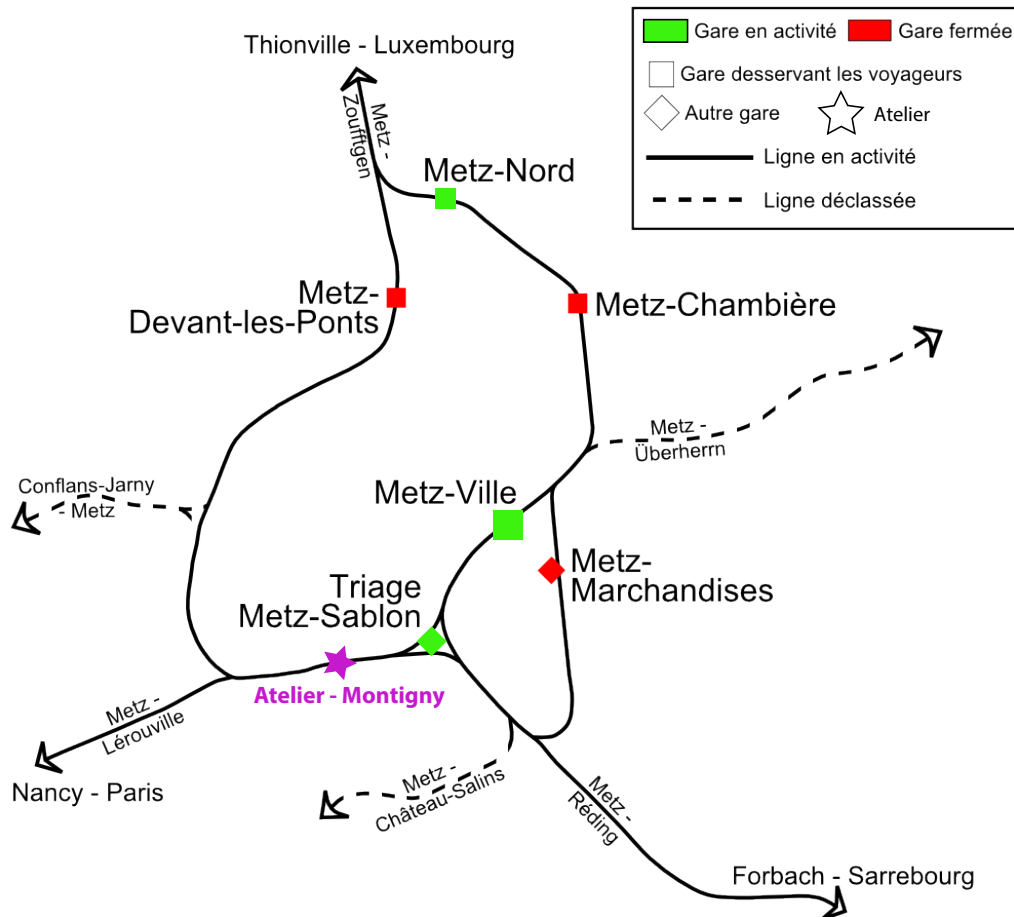 Gare en activité
Gare fermée
Gare desservant les voyageurs
Autre gare
Atelier
Ligne en activité
Ligne déclassée
Thionville - Luxembourg
Metz -
Zoufftgen
Metz-Nord
Metz-
Devant-les-Ponts
Metz-Chambière
Metz -
Überherrn
Conflans-Jarny
- Metz
Metz-Ville
Metz-
Marchandises
Triage
Metz-Sablon
Atelier - Montigny
Metz -
Lérouville
Nancy - Paris
Metz -
Château-Salins
Metz -
Réding
Forbach - Sarrebourg